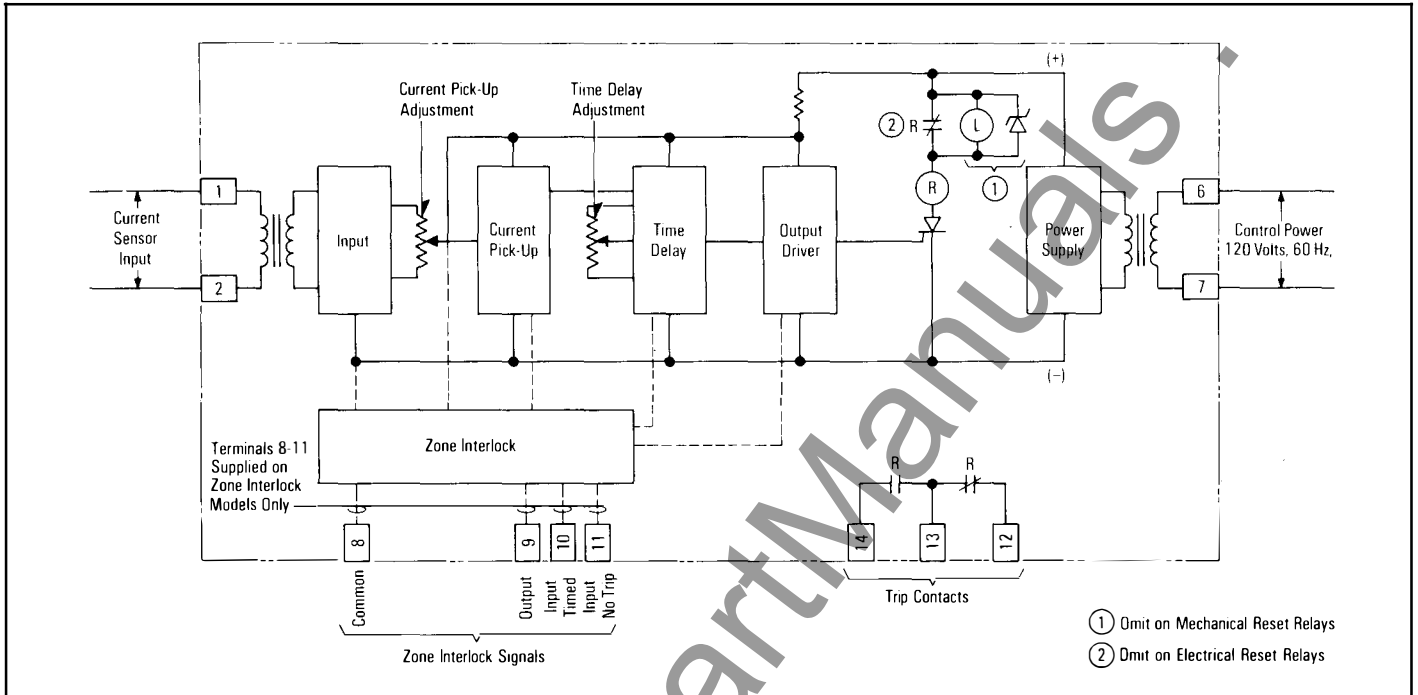 (+)
Current Pick-Up
Adjustment
Time Delay
Adjustment
② R
L
①
1
Current
Sensor
Input
2
Input
Current
Pick-Up
Time
Delay
Output
Driver
R
Power
Supply
6
Control Power
120 Volts, 60 Hz,
7
(−)
Terminals 8-11
Supplied on
Zone Interlock
Models Only
Zone Interlock
R
R
8
9
10
11
14
13
12
Common
Output
Input
Timed
Input
No Trip
Zone Interlock Signals
Trip Contacts
① Omit on Mechanical Reset Relays
② Omit on Electrical Reset Relays
artManuals.